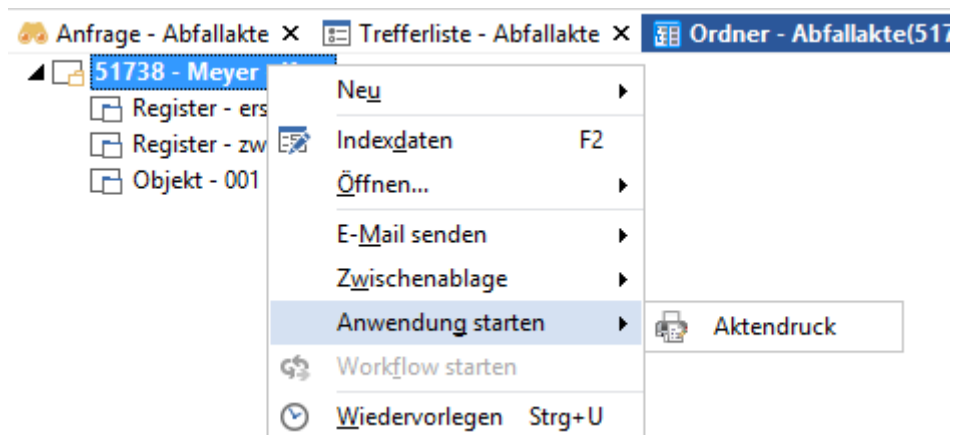 Anfrage - Abfallakte Trefferliste - Abfallakte Ordner - Abfallakte(517
51738 - Meyer
Register - ers
Register - zw
Objekt - 001
Neu
Indexdaten F2
Öffnen...
E-Mail senden
Zwischenablage
Anwendung starten
Aktendruck
Workflow starten
Wiedervorlegen Strg+U